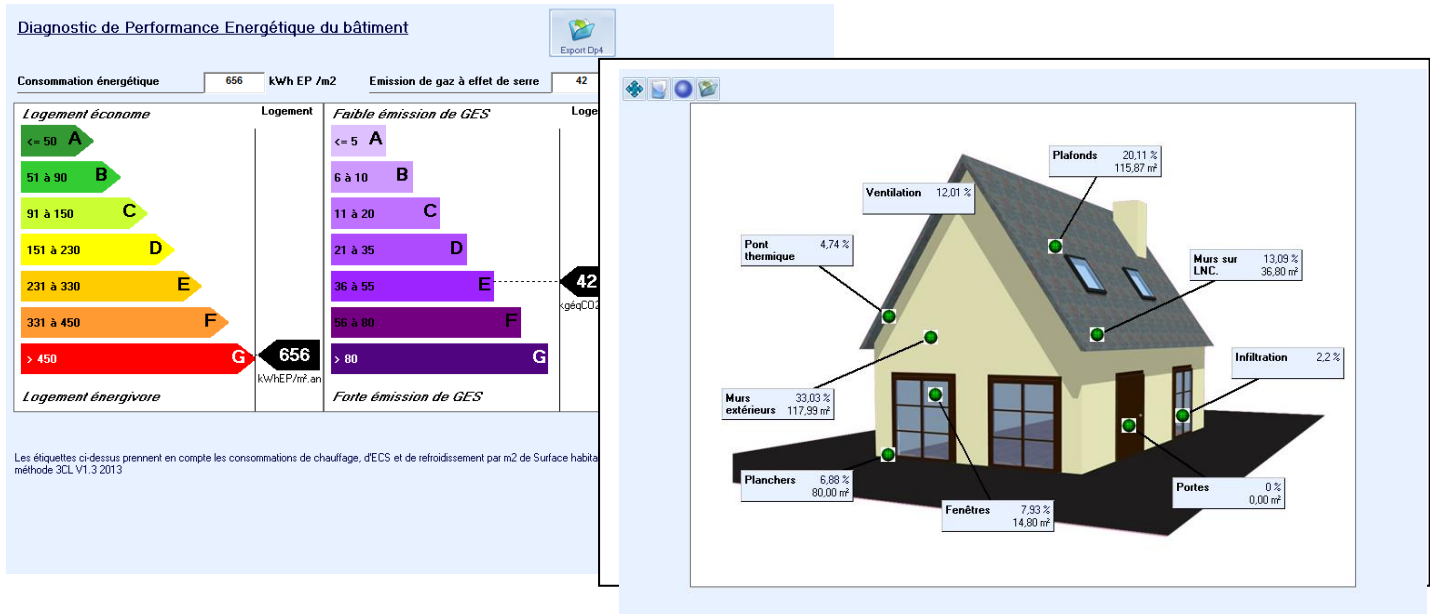 Diagnostic de Performance Energétique du bâtiment
Export Dp4
Consommation énergétique 656 kWh EP /m2 Emission de gaz à effet de serre 42
Logement économe Logement
<= 50 A
51 à 90 B
91 à 150 C
151 à 230 D
231 à 330 E
331 à 450 F
> 450 G
656
kWhEP/m².an
Logement énergivore
Faible émission de GES Loge
<= 5 A
6 à 10 B
11 à 20 C
21 à 35 D
36 à 55 E
56 à 80 F
> 80 G
42
kgéqCO2
Forte émission de GES
Les étiquettes ci-dessus prennent en compte les consommations de chauffage, d'ECS et de refroidissement par m2 de Surface habita
méthode 3CL V1.3 2013
Plafonds 20,11 %
115,87 m²
Ventilation 12,01 %
Pont 4,74 %
thermique
Murs sur 13,09 %
LNC. 36,80 m²
Infiltration 2,2 %
Murs 33,03 %
extérieurs 117,99 m²
Planchers 6,88 %
80,00 m²
Fenêtres 7,93 %
14,80 m²
Portes 0 %
0,00 m²